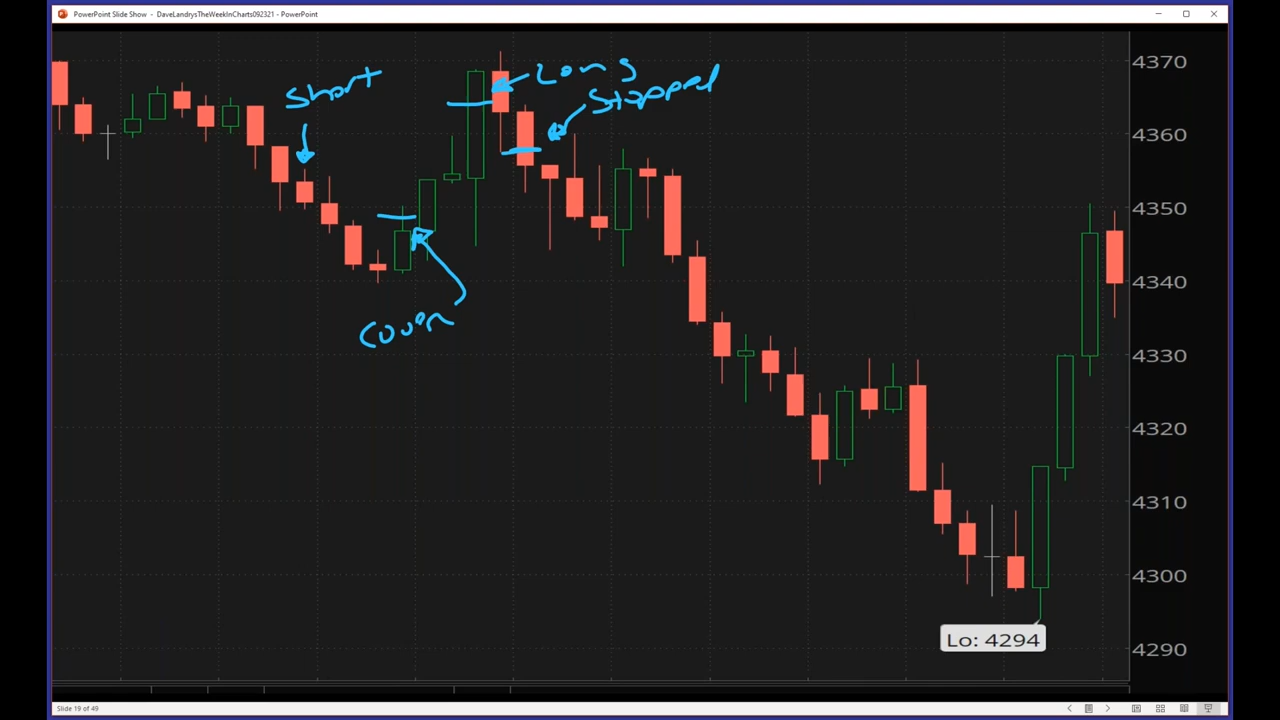 PowerPoint Slide Show - DaveLandrysTheWeekInCharts092321 - PowerPoint
Short
Long
Stopped
Cover
4370
4360
4350
4340
4330
4320
4310
4300
4290
Lo: 4294
Slide 19 of 49